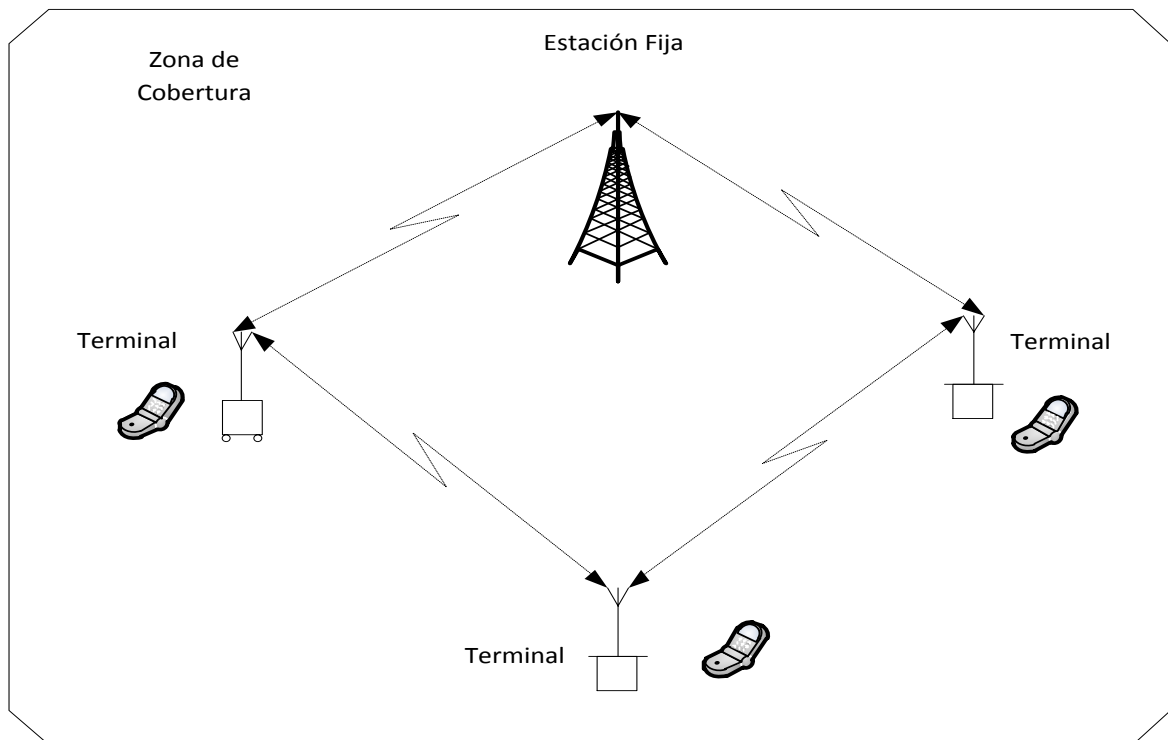 Estación Fija
Zona de
Cobertura
Terminal
Terminal
Terminal